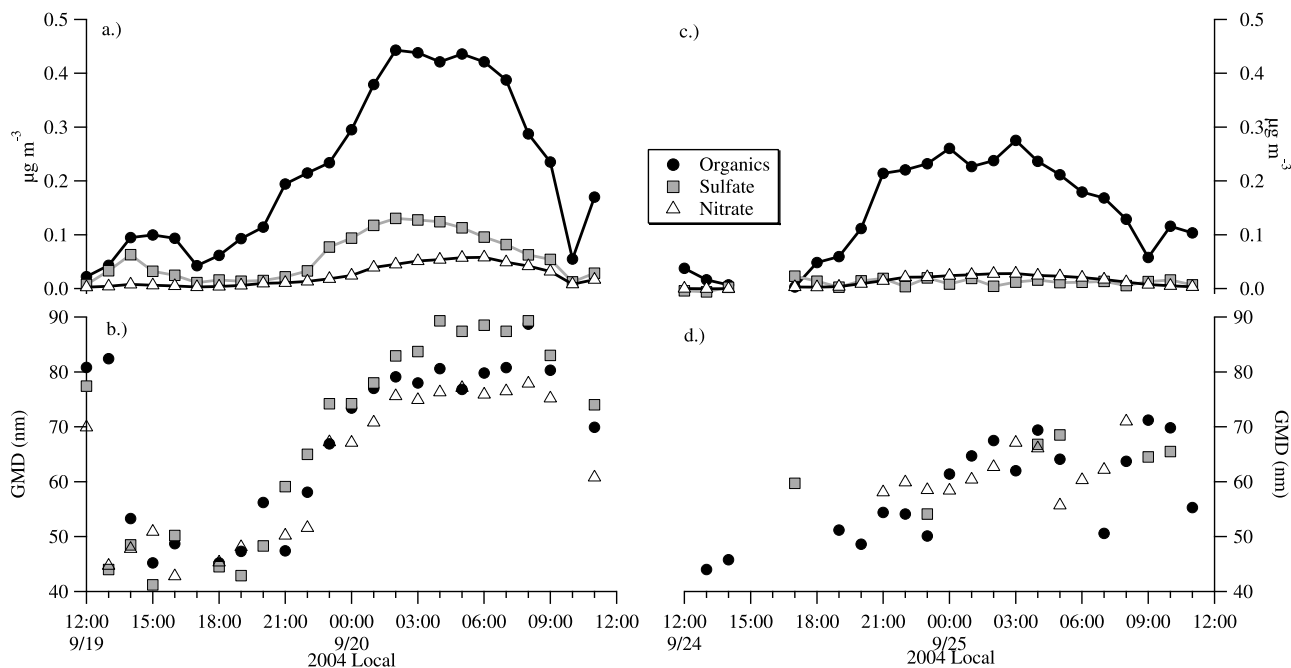 a.)
0.5
0.4
0.3
0.2
0.1
0.0
µg m-3
c.)
0.5
0.4
0.3
0.2
0.1
0.0
µg m-3
Organics
Sulfate
Nitrate
b.)
90
80
70
60
50
40
GMD (nm)
d.)
90
80
70
60
50
40
GMD (nm)
12:00 15:00 18:00 21:00 00:00 03:00 06:00 09:00 12:00
9/19 9/20
2004 Local
12:00 15:00 18:00 21:00 00:00 03:00 06:00 09:00 12:00
9/24 9/25
2004 Local